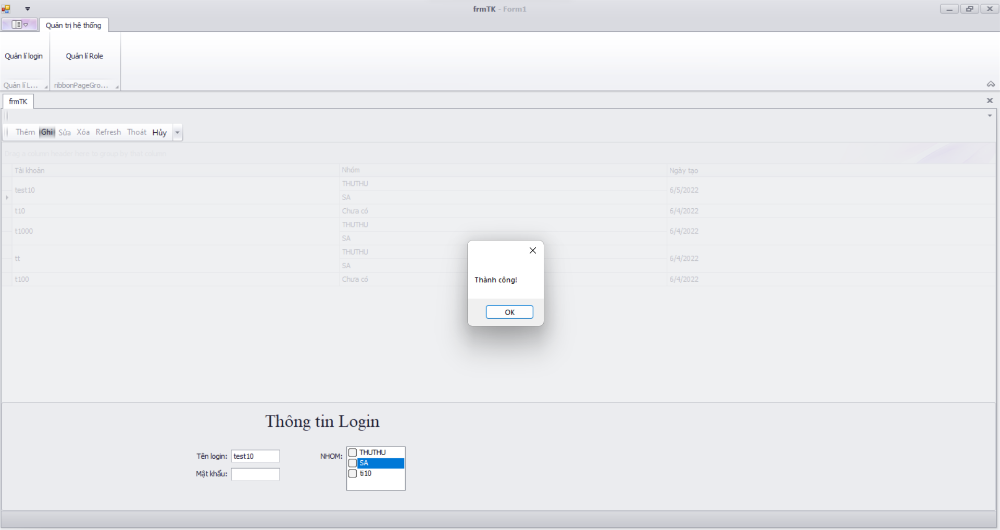 frmTK - Form1
Quản trị hệ thống
Quản lí login
Quản lí Role
Quản lí L...
ribbonPageGro...
frmTK
Thêm Ghi Sửa Xóa Refresh Thoát Hủy
Drag a column header here to group by that column
Tài khoản Nhóm Ngày tạo
test10 THUTHU 6/5/2022
SA
t10 Chưa có 6/4/2022
t1000 THUTHU 6/4/2022
SA
tt THUTHU 6/4/2022
SA
t100 Chưa có 6/4/2022
Thành công!
OK
Thông tin Login
Tên login: test10
Mật khẩu:
NHOM:
THUTHU
SA
ti10